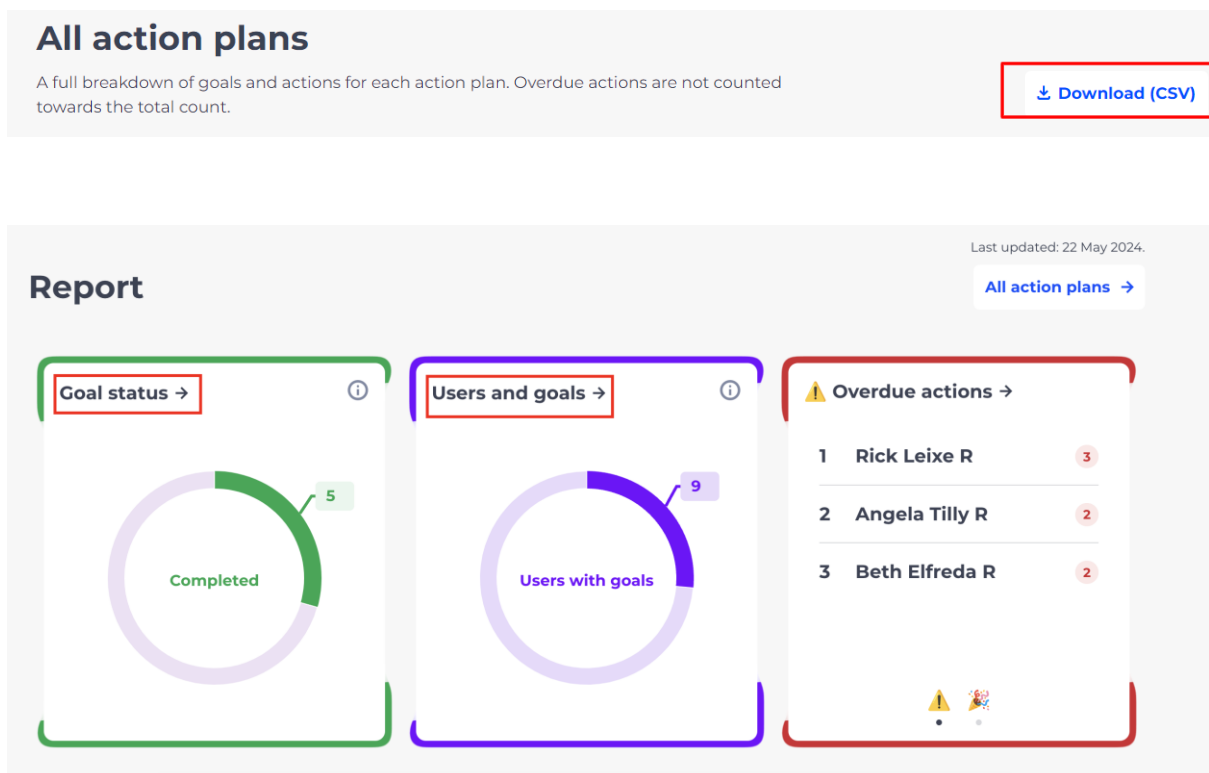 All action plans
A full breakdown of goals and actions for each action plan. Overdue actions are not counted
towards the total count.
Download (CSV)
Last updated: 22 May 2024.
Report
All action plans →
Goal status →
5
Completed
Users and goals →
9
Users with goals
⚠️ Overdue actions →
1 Rick Leixe R 3
2 Angela Tilly R 2
3 Beth Elfreda R 2